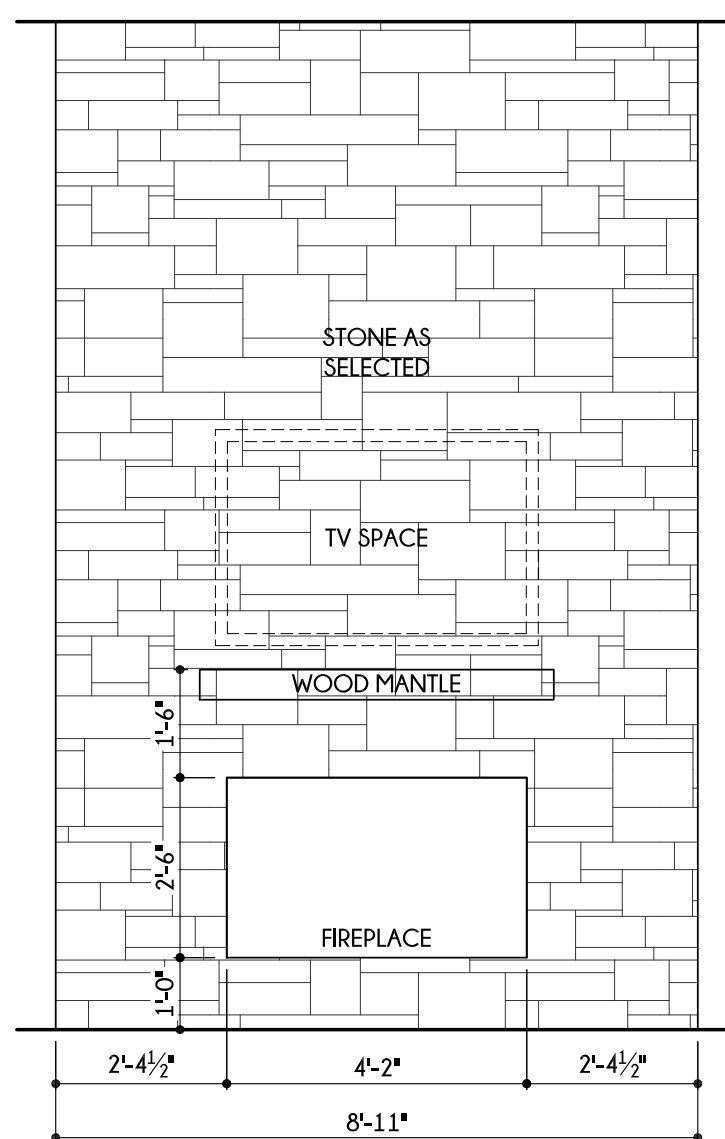 STONE AS
SELECTED
TV SPACE
WOOD MANTLE
1'-6"
2'-6"
FIREPLACE
1'-0"
2'-4½"
4'-2"
2'-4½"
8'-11"